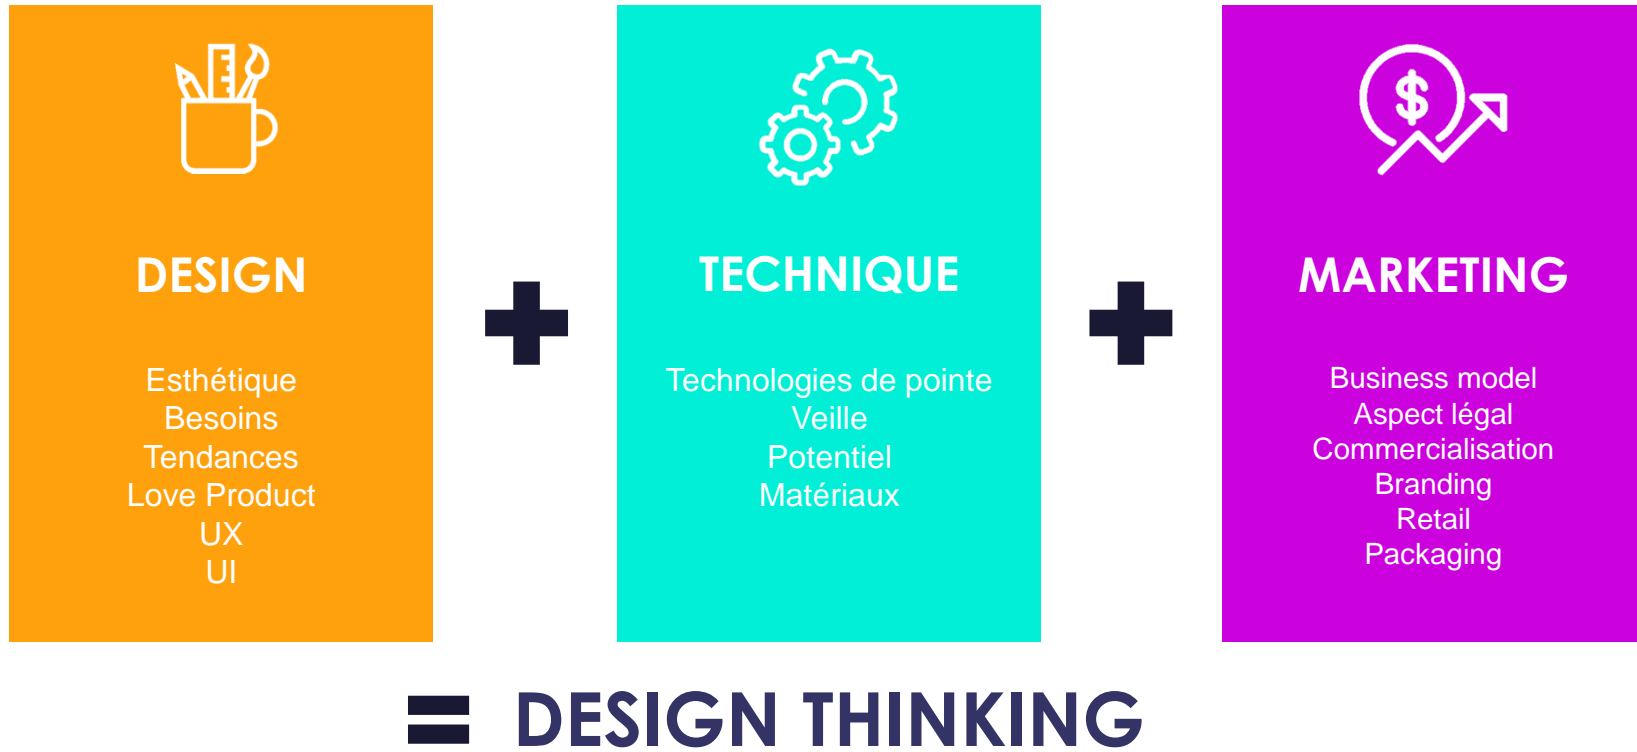 DESIGN
Esthétique
Besoins
Tendances
Love Product
UX
UI
+
TECHNIQUE
Technologies de pointe
Veille
Potentiel
Matériaux
+
$
MARKETING
Business model
Aspect légal
Commercialisation
Branding
Retail
Packaging
= DESIGN THINKING